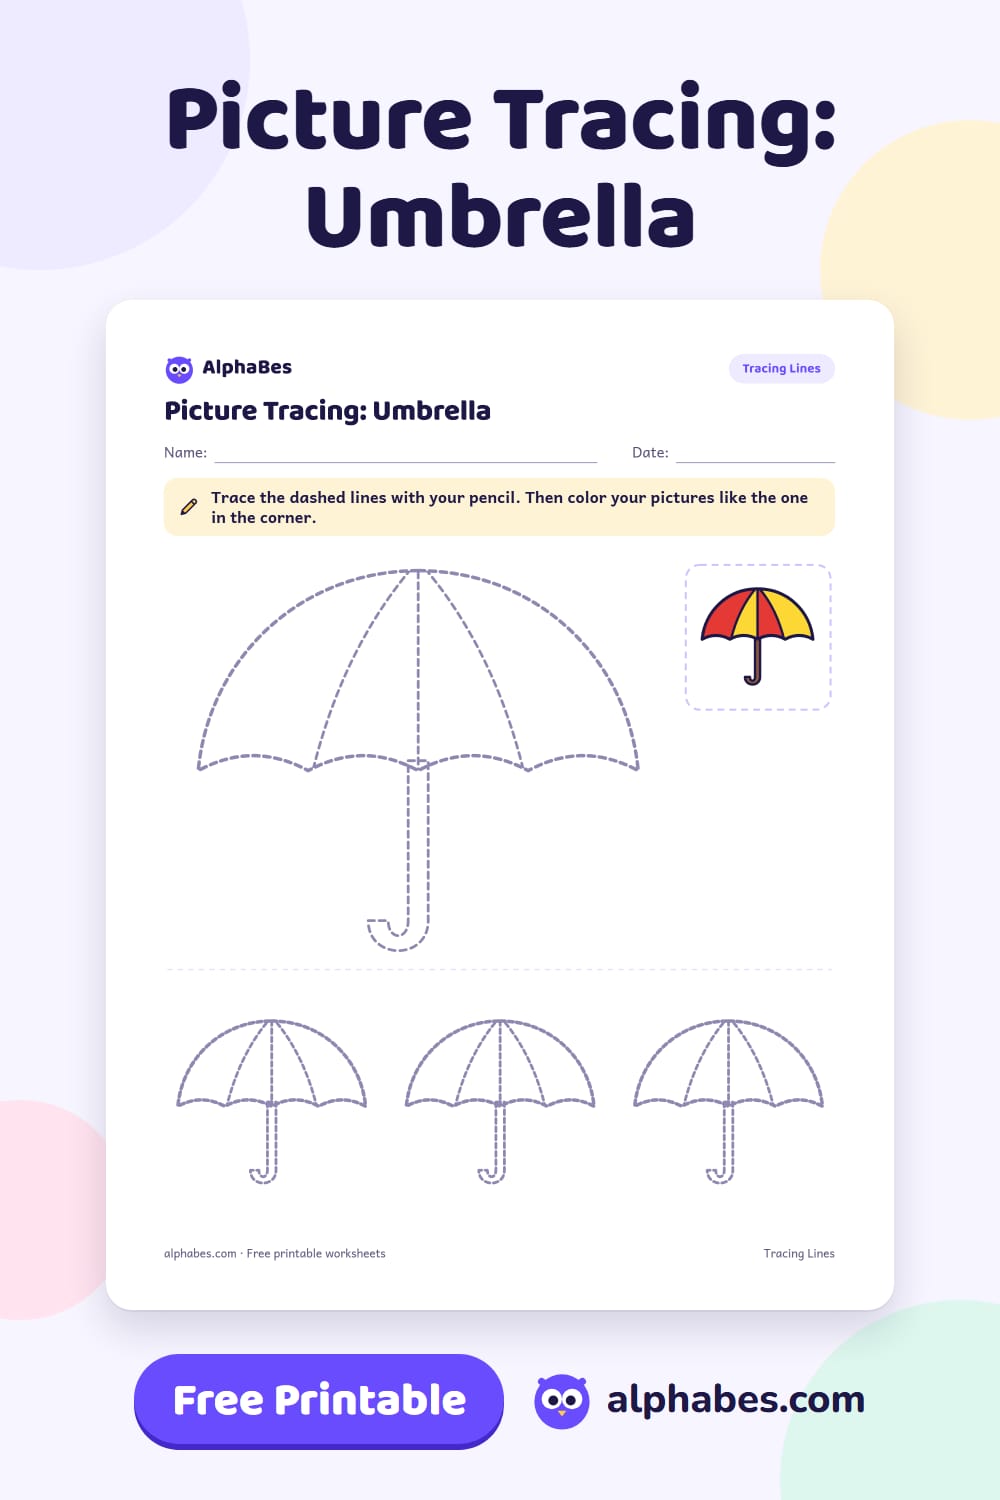 Picture Tracing:
Umbrella
AlphaBes
Tracing Lines
Picture Tracing: Umbrella
Name:
Date:
Trace the dashed lines with your pencil. Then color your pictures like the one
in the corner.
alphabes.com · Free printable worksheets
Tracing Lines
Free Printable
alphabes.com